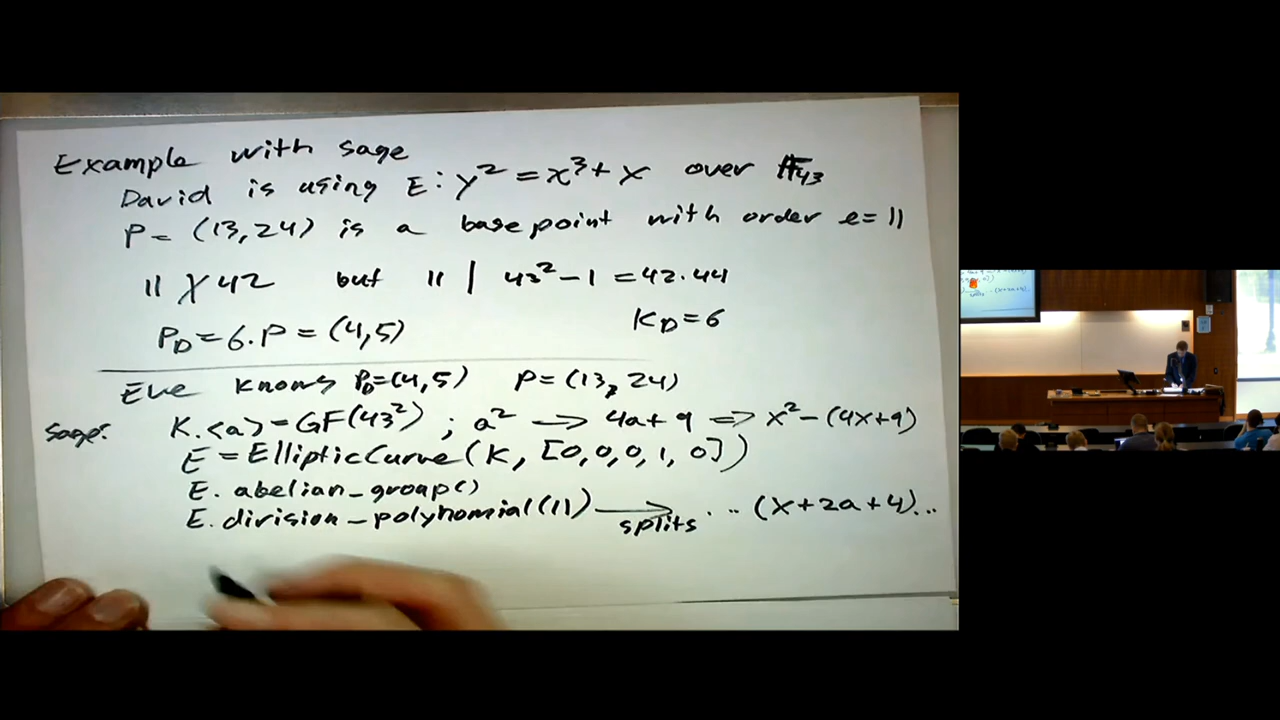 Example with sage
David is using E: y² = x³ + x over 𝔽₄₃
P = (13, 24) is a base point with order e = 11
11 ∤ 42 but 11 | 43² - 1 = 42·44
P_D = 6·P = (4,5) K_D = 6
Eve knows P_D = (4,5) P = (13, 24)
sage: K.<a> = GF(43²) ; a² → 4a + 9 ⇒ x² - (4x+9)
E = EllipticCurve(K, [0,0,0,1,0])
E. abelian_group()
E. division_polynomial(11) → splits ·· (x + 2a + 4)...